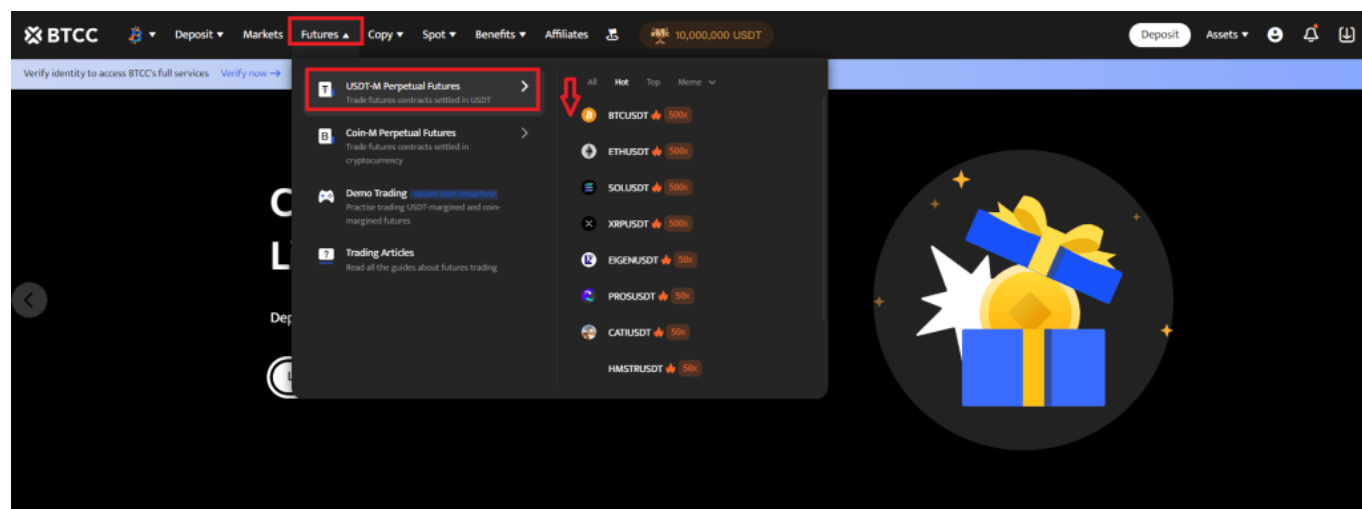 BTCC
Deposit
Markets
Futures
Copy
Spot
Benefits
Affiliates
10,000,000 USDT
Deposit
Assets
Verify identity to access BTCC's full services Verify now →
USDT-M Perpetual Futures
Trade futures contracts settled in USDT
Coin-M Perpetual Futures
Trade futures contracts settled in
cryptocurrency
Demo Trading
Practise trading USDT-margined and coin-
margined futures
Trading Articles
Read all the guides about futures trading
All Hot Top Meme
BTCUSDT 500x
ETHUSDT 500x
SOLUSDT 500x
XRPUSDT 500x
EIGENUSDT 50x
PROSUSDT 50x
CATIUSDT 50x
HMSTRUSDT 50x
C
L
Dep